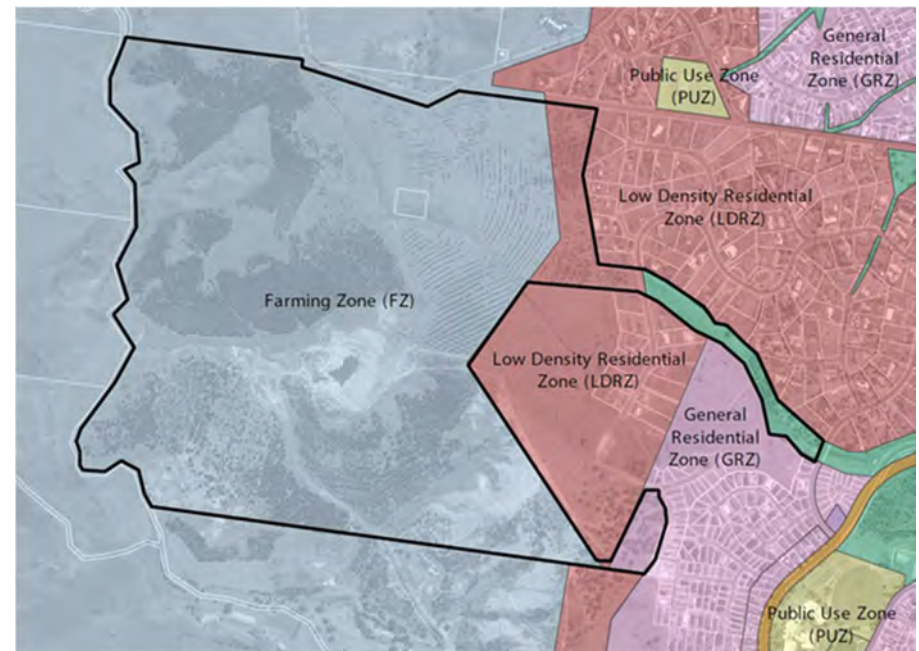 General
Residential
Zone (GRZ)
Public Use Zone
(PUZ)
Low Density Residential
Zone (LDRZ)
Farming Zone (FZ)
Low Density Residential
Zone (LDRZ)
General
Residential
Zone (GRZ)
Public Use Zone
(PUZ)